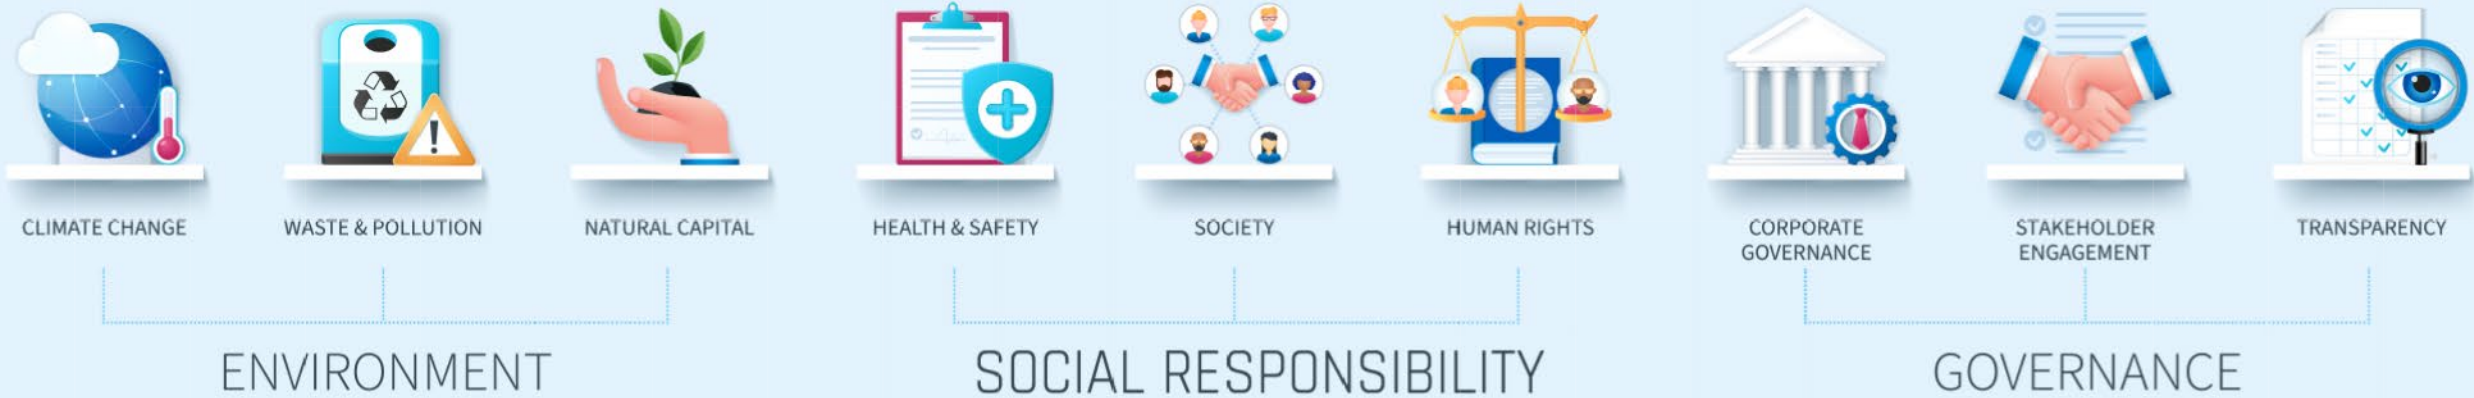 CLIMATE CHANGE
WASTE & POLLUTION
NATURAL CAPITAL
ENVIRONMENT
HEALTH & SAFETY
SOCIETY
HUMAN RIGHTS
SOCIAL RESPONSIBILITY
CORPORATE
GOVERNANCE
STAKEHOLDER
ENGAGEMENT
TRANSPARENCY
GOVERNANCE